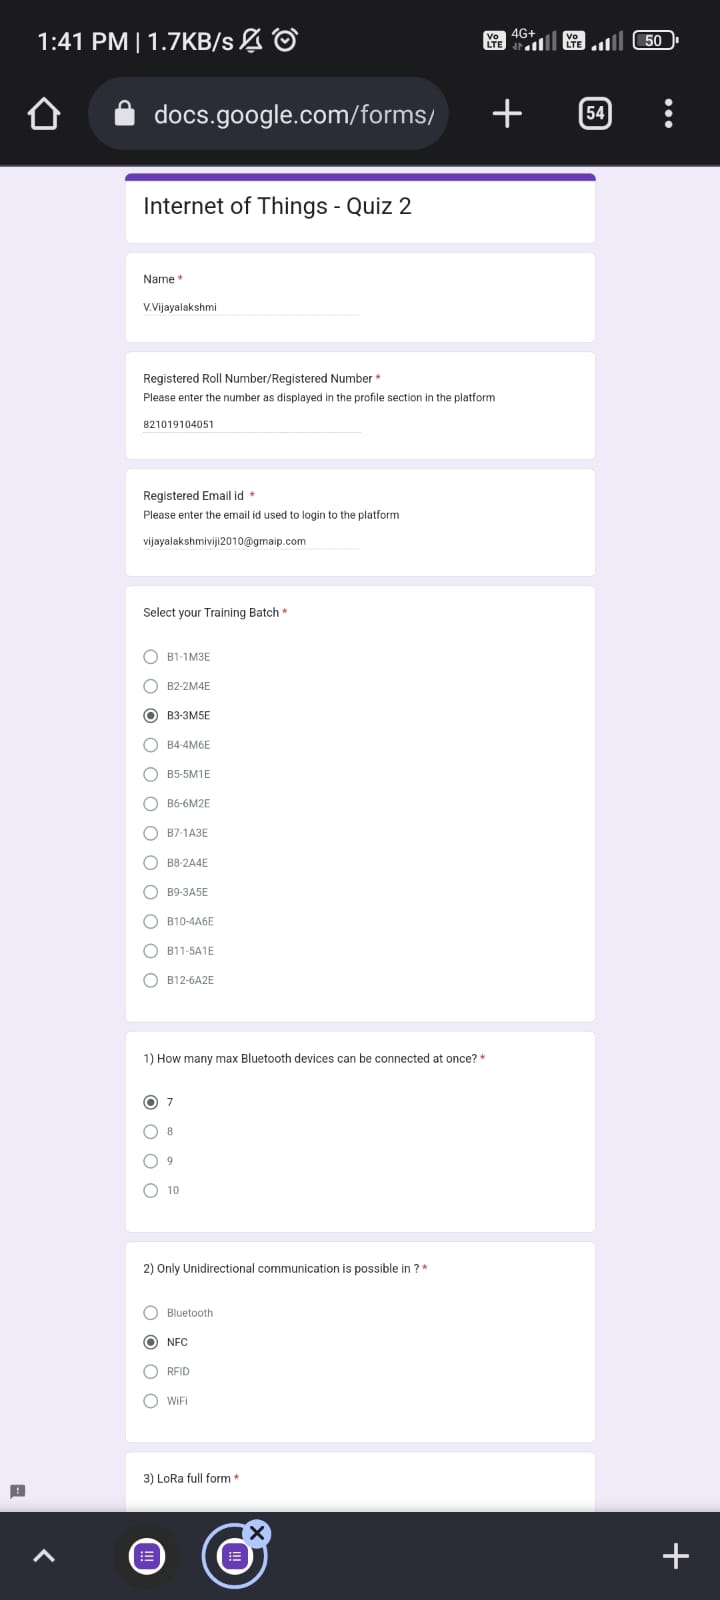 1:41 PM | 1.7KB/s
Vo LTE 4G+ Vo LTE 50
docs.google.com/forms/
54
Internet of Things - Quiz 2
Name *
V.Vijayalakshmi
Registered Roll Number/Registered Number *
Please enter the number as displayed in the profile section in the platform
821019104051
Registered Email id *
Please enter the email id used to login to the platform
vijayalakshmiviji2010@gmaip.com
Select your Training Batch *
B1-1M3E
B2-2M4E
B3-3M5E
B4-4M6E
B5-5M1E
B6-6M2E
B7-1A3E
B8-2A4E
B9-3A5E
B10-4A6E
B11-5A1E
B12-6A2E
1) How many max Bluetooth devices can be connected at once? *
7
8
9
10
2) Only Unidirectional communication is possible in ? *
Bluetooth
NFC
RFID
WiFi
3) LoRa full form *